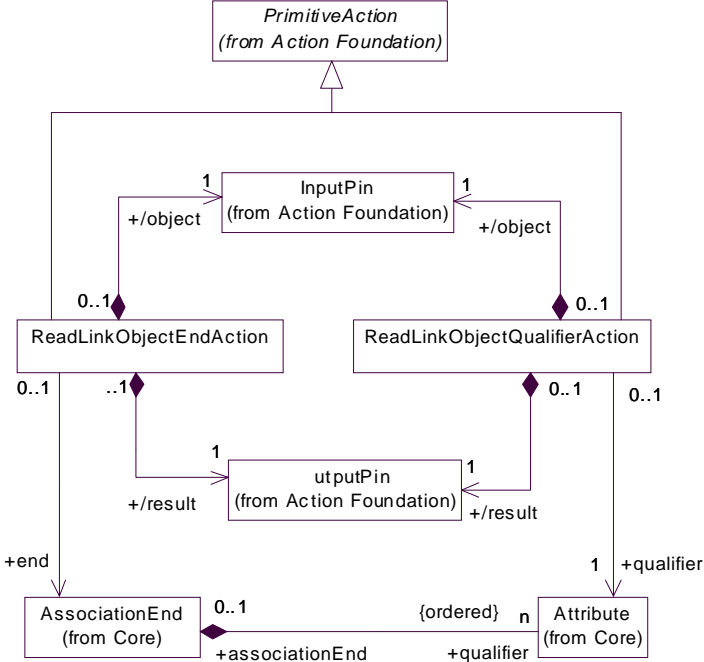 PrimitiveAction
(from Action Foundation)
1
InputPin
(from Action Foundation)
1
+/object
+/object
0..1
0..1
ReadLinkObjectEndAction
ReadLinkObjectQualifierAction
0..1
..1
0..1
0..1
1
utputPin
(from Action Foundation)
1
+/result
+/result
+end
1
+qualifier
AssociationEnd
(from Core)
0..1
{ordered}
n
Attribute
(from Core)
+associationEnd
+qualifier